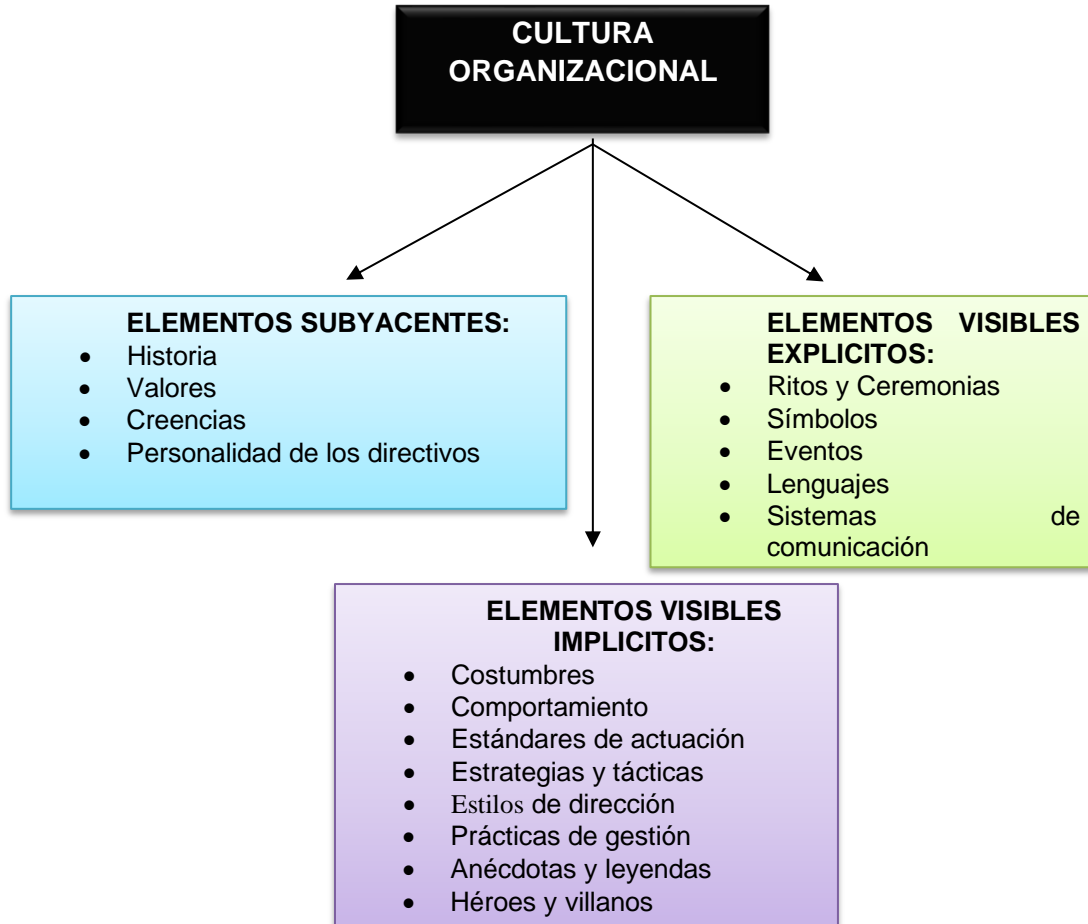 CULTURA
ORGANIZACIONAL
ELEMENTOS SUBYACENTES:
• Historia
• Valores
• Creencias
• Personalidad de los directivos
ELEMENTOS VISIBLES
EXPLICITOS:
• Ritos y Ceremonias
• Símbolos
• Eventos
• Lenguajes
• Sistemas de
comunicación
ELEMENTOS VISIBLES
IMPLICITOS:
• Costumbres
• Comportamiento
• Estándares de actuación
• Estrategias y tácticas
• Estilos de dirección
• Prácticas de gestión
• Anécdotas y leyendas
• Héroes y villanos